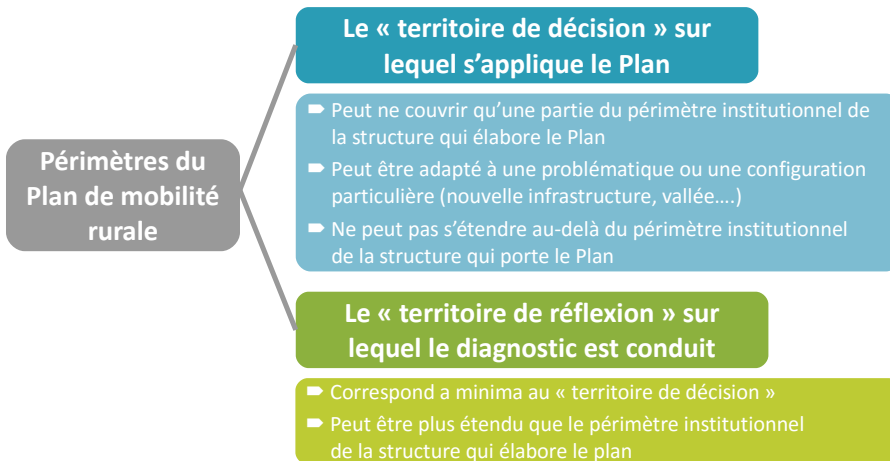 Périmètres du
Plan de mobilité
rurale
Le « territoire de décision » sur
lequel s’applique le Plan
Peut ne couvrir qu’une partie du périmètre institutionnel de
la structure qui élabore le Plan
Peut être adapté à une problématique ou une configuration
particulière (nouvelle infrastructure, vallée….)
Ne peut pas s’étendre au-delà du périmètre institutionnel
de la structure qui porte le Plan
Le « territoire de réflexion » sur
lequel le diagnostic est conduit
Correspond a minima au « territoire de décision »
Peut être plus étendu que le périmètre institutionnel
de la structure qui élabore le plan